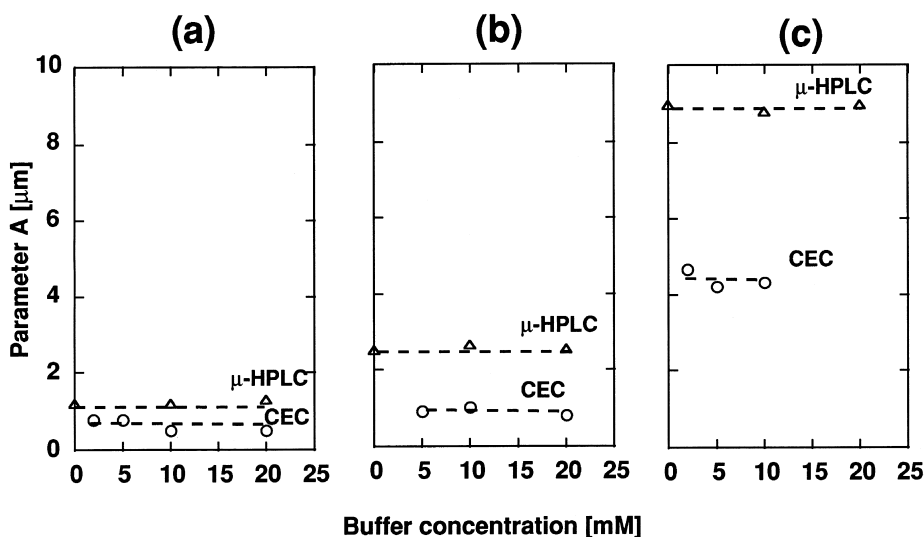 (a) (b) (c)
10
8
6
4
2
0
Parameter A [µm]
µ-HPLC
CEC
0 5 10 15 20 25
µ-HPLC
CEC
0 5 10 15 20 25
µ-HPLC
CEC
0 5 10 15 20 25
Buffer concentration [mM]